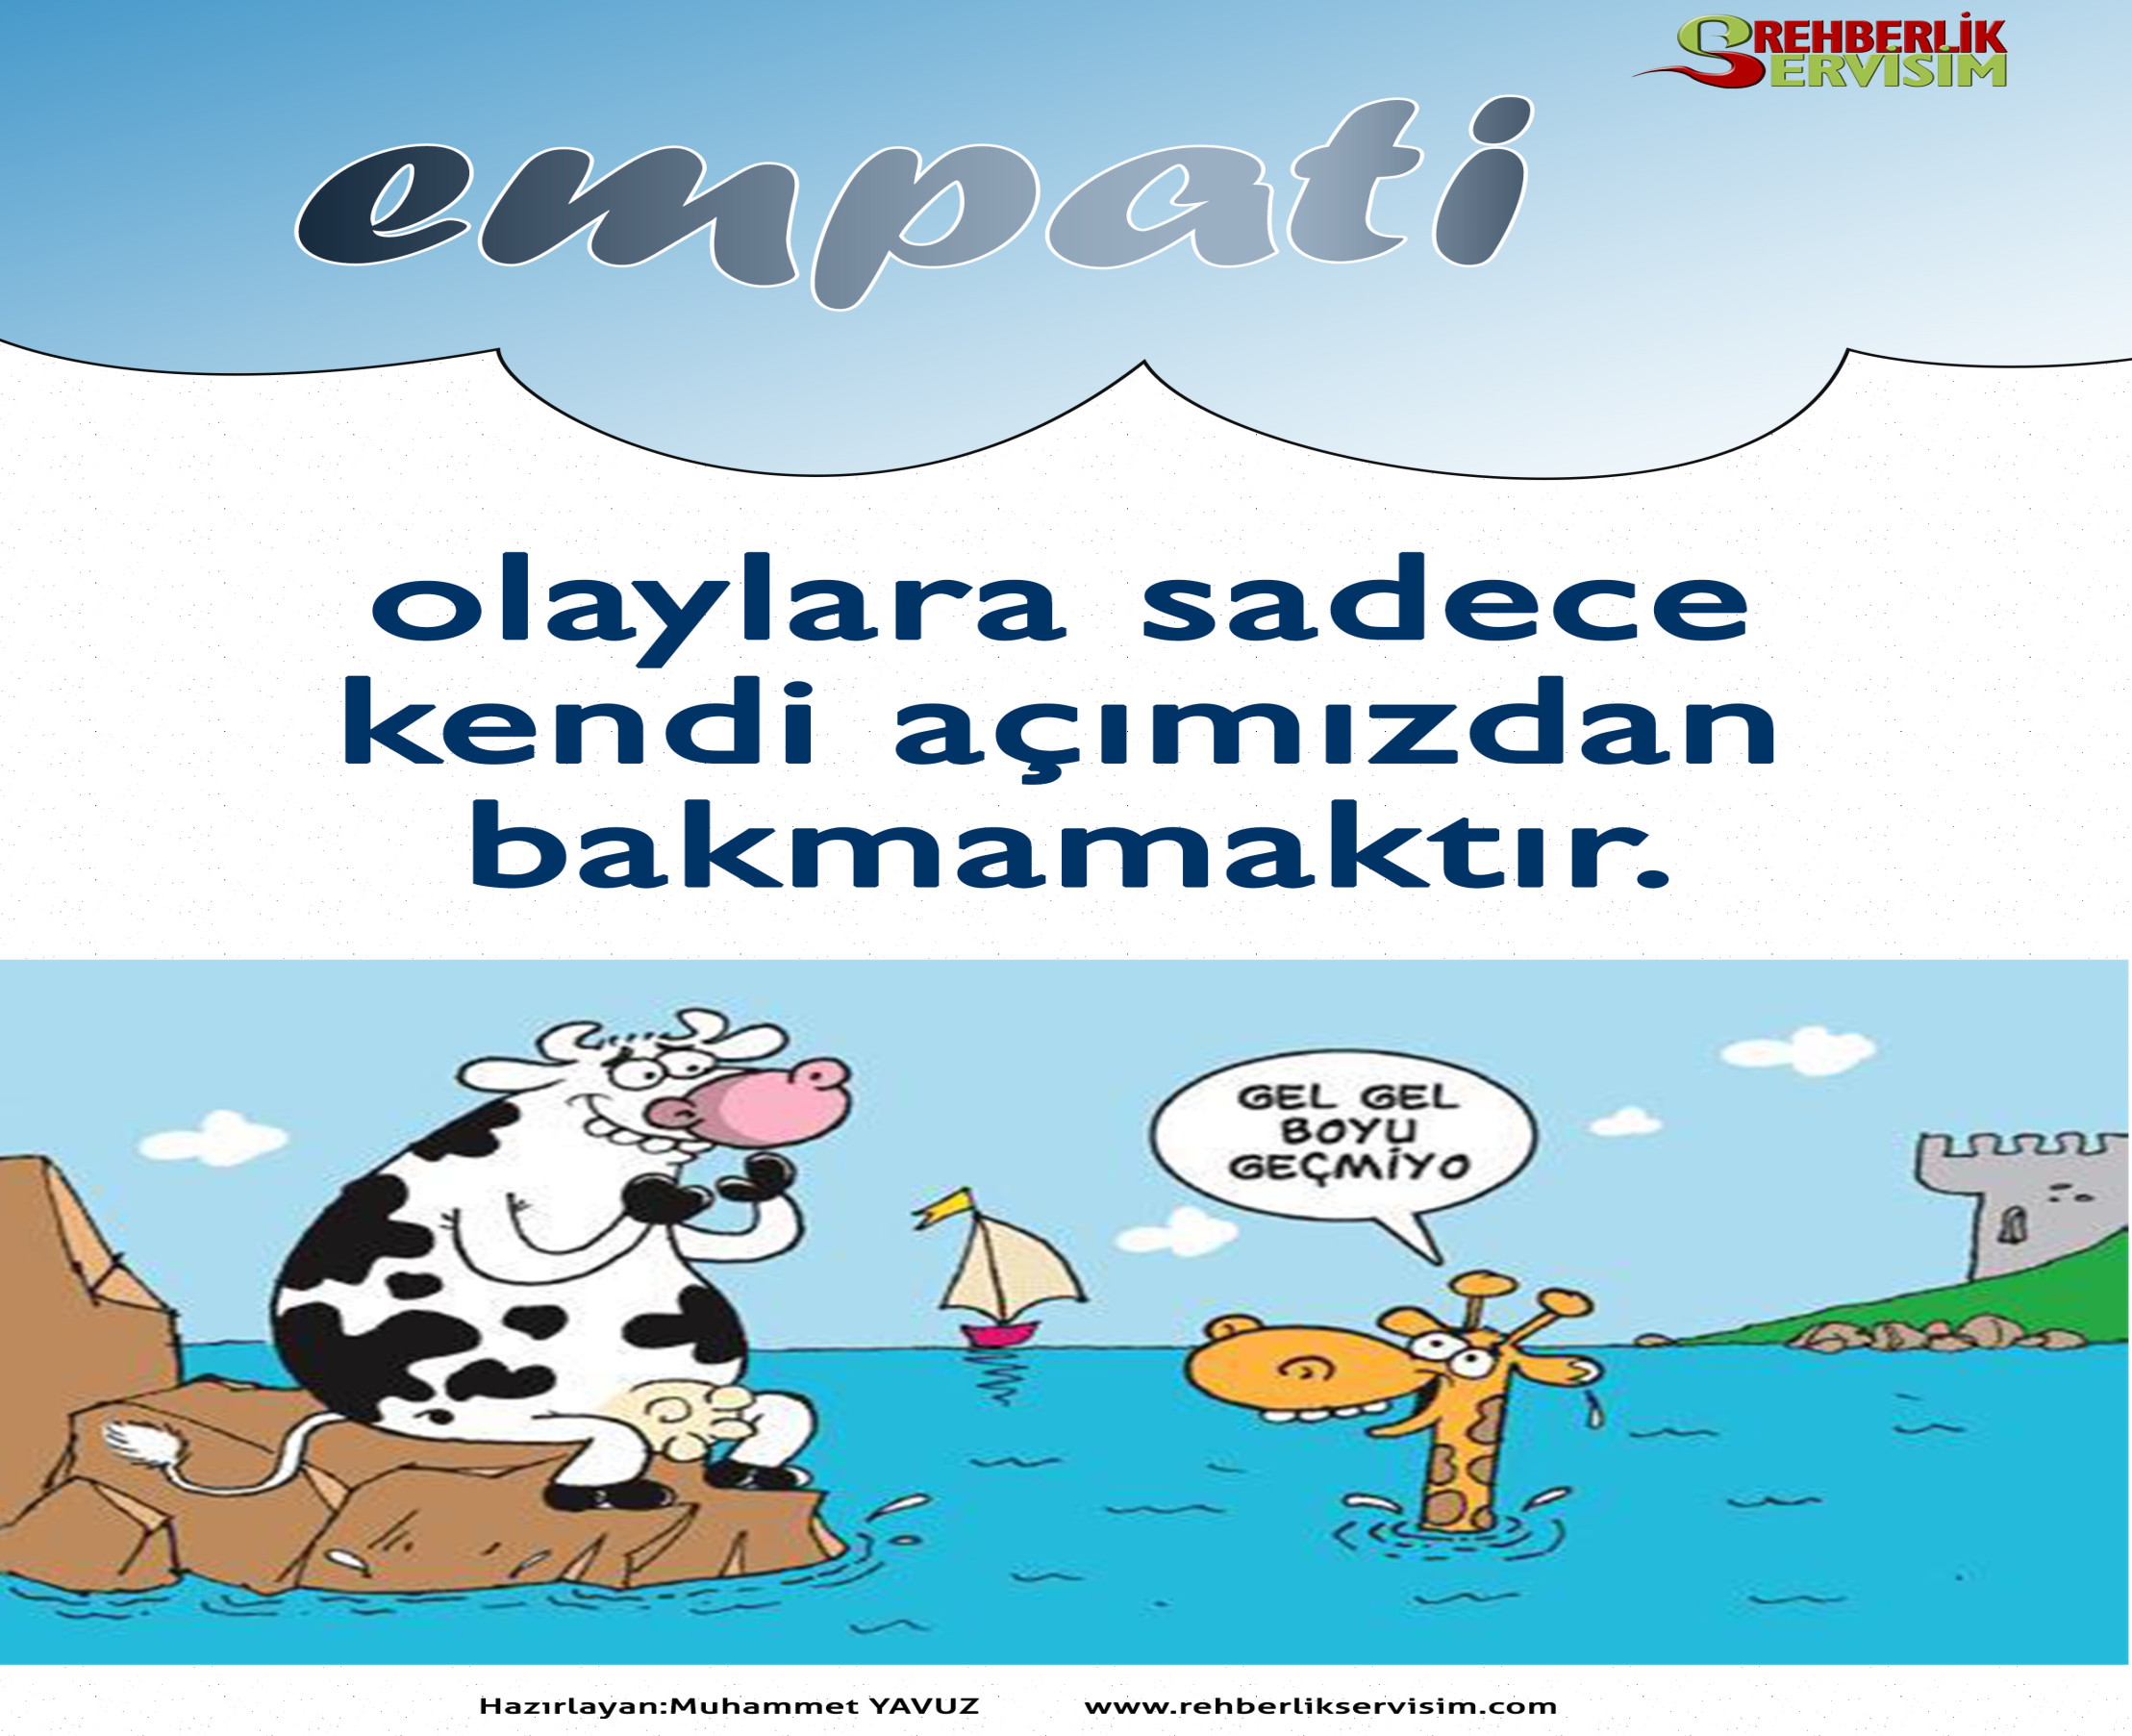 REHBERLİK
SERVİSİM
empati
olaylara sadece
kendi açımızdan
bakmamaktır.
GEL GEL
BOYU
GEÇMİYO
Hazırlayan:Muhammet YAVUZ www.rehberlikservisim.com